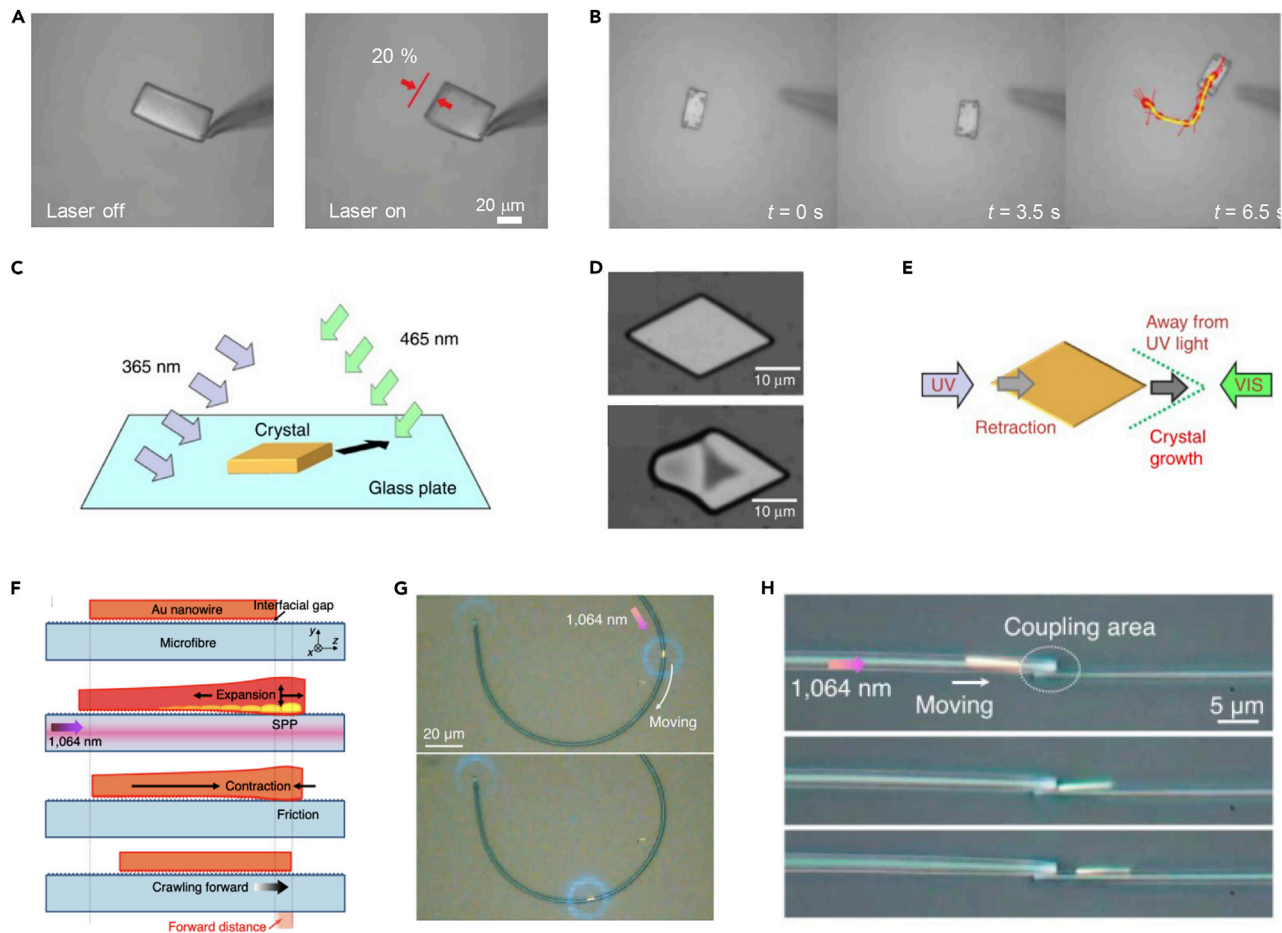 A
20 %
Laser off
Laser on
20 μm
B
t = 0 s
t = 3.5 s
t = 6.5 s
C
365 nm
465 nm
Crystal
Glass plate
D
10 μm
10 μm
E
Away from
UV light
UV
VIS
Retraction
Crystal
growth
F
Au nanowire
Interfacial gap
Microfibre
y
z
x
Expansion
SPP
1,064 nm
Contraction
Friction
Crawling forward
Forward distance
G
1,064 nm
Moving
20 μm
H
Coupling area
1,064 nm
Moving
5 μm